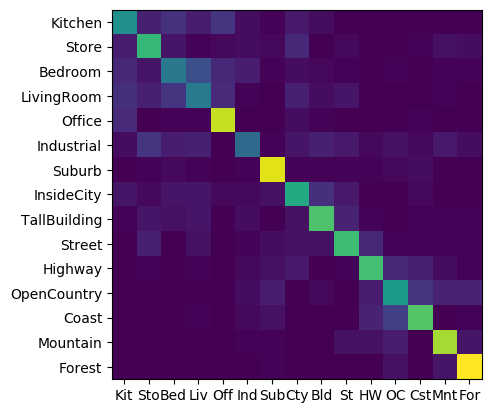 Kitchen
Store
Bedroom
LivingRoom
Office
Industrial
Suburb
InsideCity
TallBuilding
Street
Highway
OpenCountry
Coast
Mountain
Forest
Kit Sto Bed Liv Off Ind Sub Cty Bld St HW OC Cst Mnt For